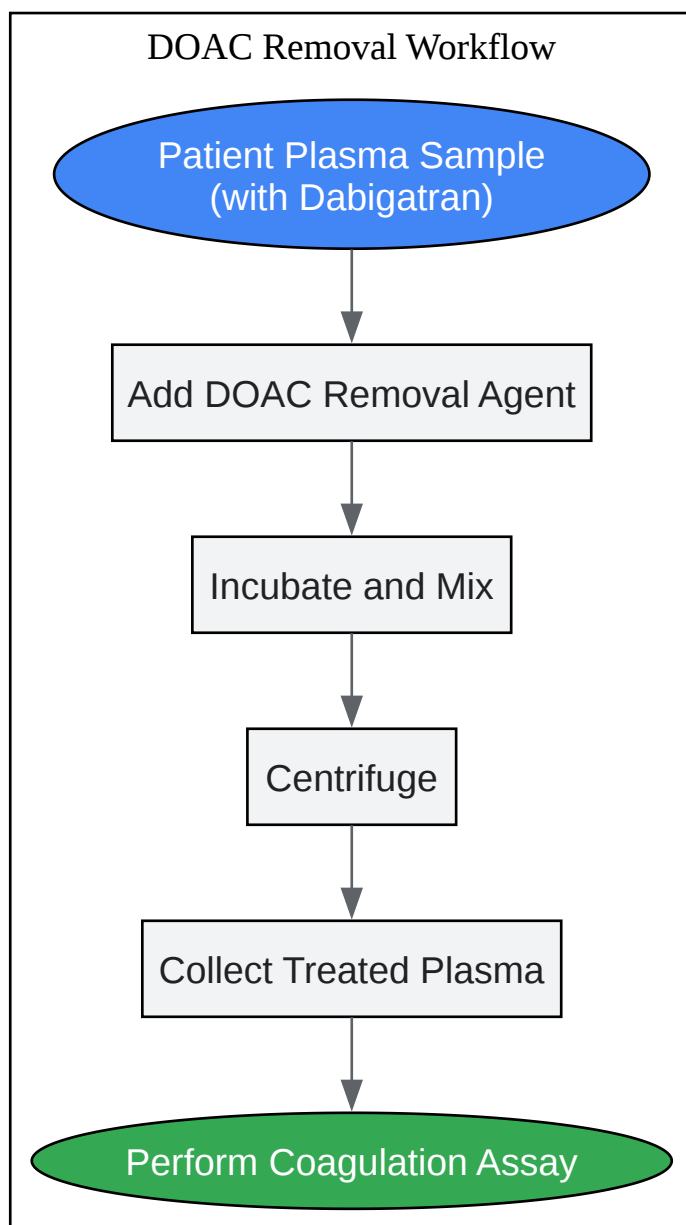 DOAC Removal Workflow
Patient Plasma Sample
(with Dabigatran)
Add DOAC Removal Agent
Incubate and Mix
Centrifuge
Collect Treated Plasma
Perform Coagulation Assay